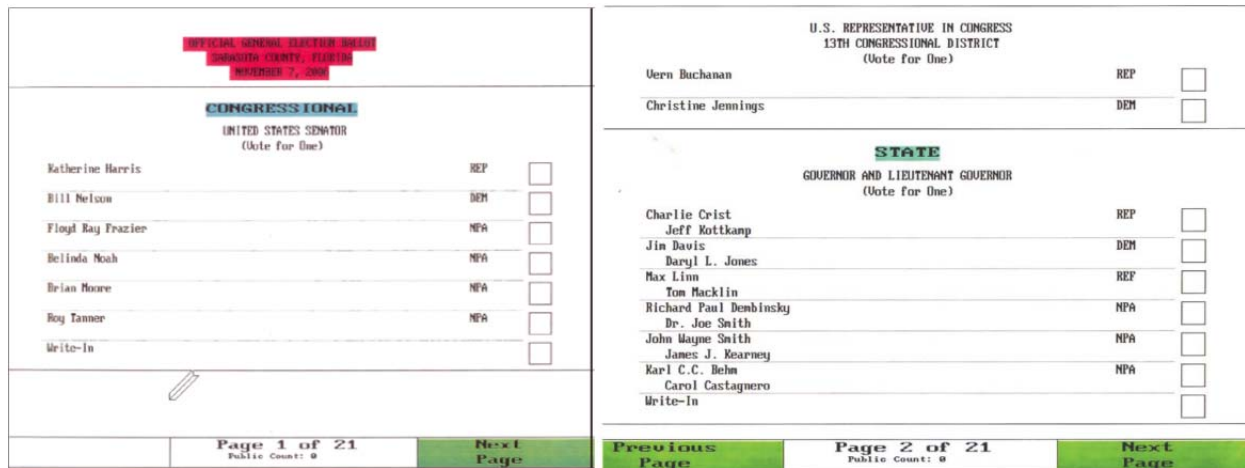 OFFICIAL GENERAL ELECTION BALLOT
SARASOTA COUNTY, FLORIDA
NOVEMBER 7, 2006
CONGRESSIONAL
UNITED STATES SENATOR
(Vote for One)
Katherine Harris REP
Bill Nelson DEM
Floyd Ray Frazier NPA
Belinda Noah NPA
Brian Moore NPA
Roy Tanner NPA
Write-In
Page 1 of 21
Public Count: 0
Next
Page
U.S. REPRESENTATIVE IN CONGRESS
13TH CONGRESSIONAL DISTRICT
(Vote for One)
Vern Buchanan REP
Christine Jennings DEM
STATE
GOVERNOR AND LIEUTENANT GOVERNOR
(Vote for One)
Charlie Crist REP
Jeff Kottkamp
Jim Davis DEM
Daryl L. Jones
Max Linn REF
Tom Macklin
Richard Paul Dembinsky NPA
Dr. Joe Smith
John Wayne Smith NPA
James J. Kearney
Karl C.C. Behm NPA
Carol Castagnero
Write-In
Previous
Page
Page 2 of 21
Public Count: 0
Next
Page